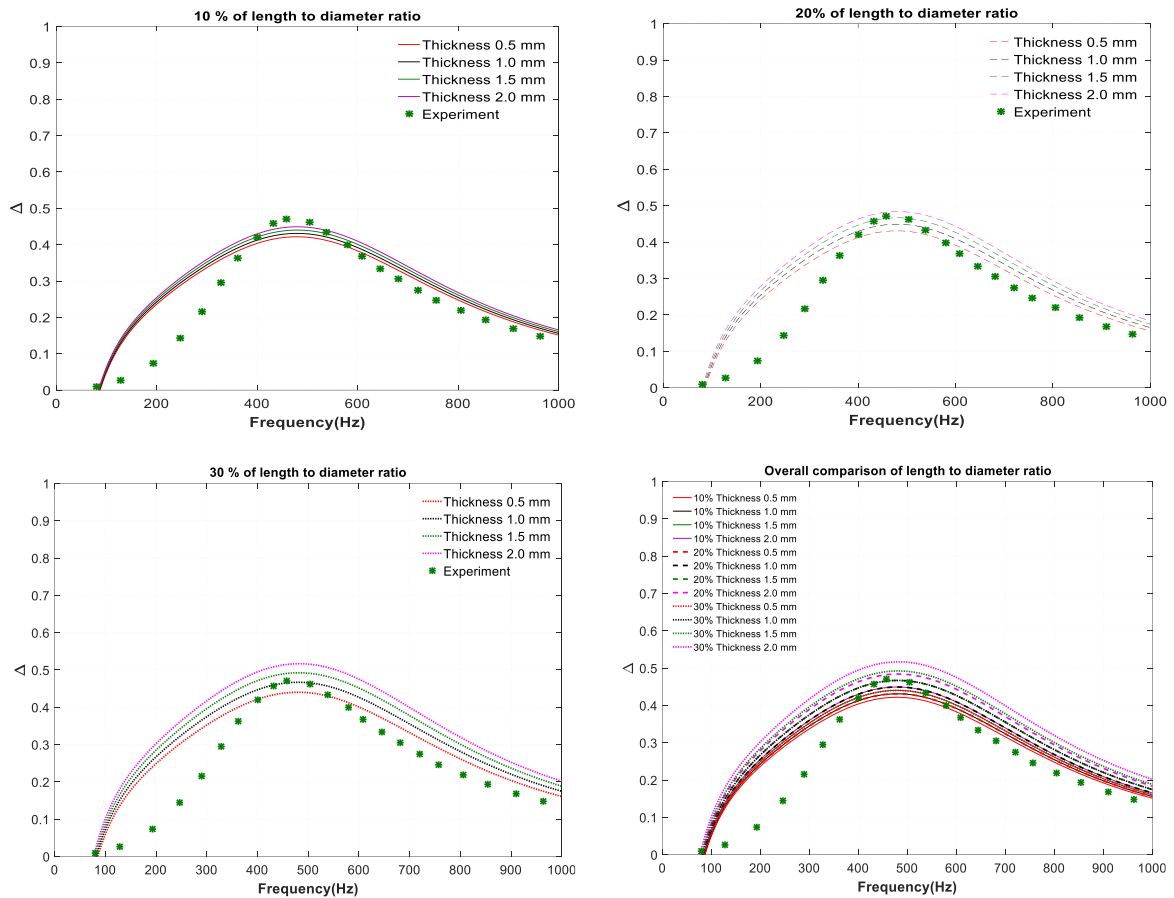 10 % of length to diameter ratio
1
0.9
0.8
0.7
0.6
0.5
0.4
0.3
0.2
0.1
0
Δ
Thickness 0.5 mm
Thickness 1.0 mm
Thickness 1.5 mm
Thickness 2.0 mm
Experiment
0 200 400 600 800 1000
Frequency(Hz)
20% of length to diameter ratio
1
0.9
0.8
0.7
0.6
0.5
0.4
0.3
0.2
0.1
0
Δ
Thickness 0.5 mm
Thickness 1.0 mm
Thickness 1.5 mm
Thickness 2.0 mm
Experiment
0 200 400 600 800 1000
Frequency(Hz)
30 % of length to diameter ratio
1
0.9
0.8
0.7
0.6
0.5
0.4
0.3
0.2
0.1
0
Δ
Thickness 0.5 mm
Thickness 1.0 mm
Thickness 1.5 mm
Thickness 2.0 mm
Experiment
0 100 200 300 400 500 600 700 800 900 1000
Frequency(Hz)
Overall comparison of length to diameter ratio
1
0.9
0.8
0.7
0.6
0.5
0.4
0.3
0.2
0.1
0
Δ
10% Thickness 0.5 mm
10% Thickness 1.0 mm
10% Thickness 1.5 mm
10% Thickness 2.0 mm
20% Thickness 0.5 mm
20% Thickness 1.0 mm
20% Thickness 1.5 mm
20% Thickness 2.0 mm
30% Thickness 0.5 mm
30% Thickness 1.0 mm
30% Thickness 1.5 mm
30% Thickness 2.0 mm
0 100 200 300 400 500 600 700 800 900 1000
Frequency(Hz)